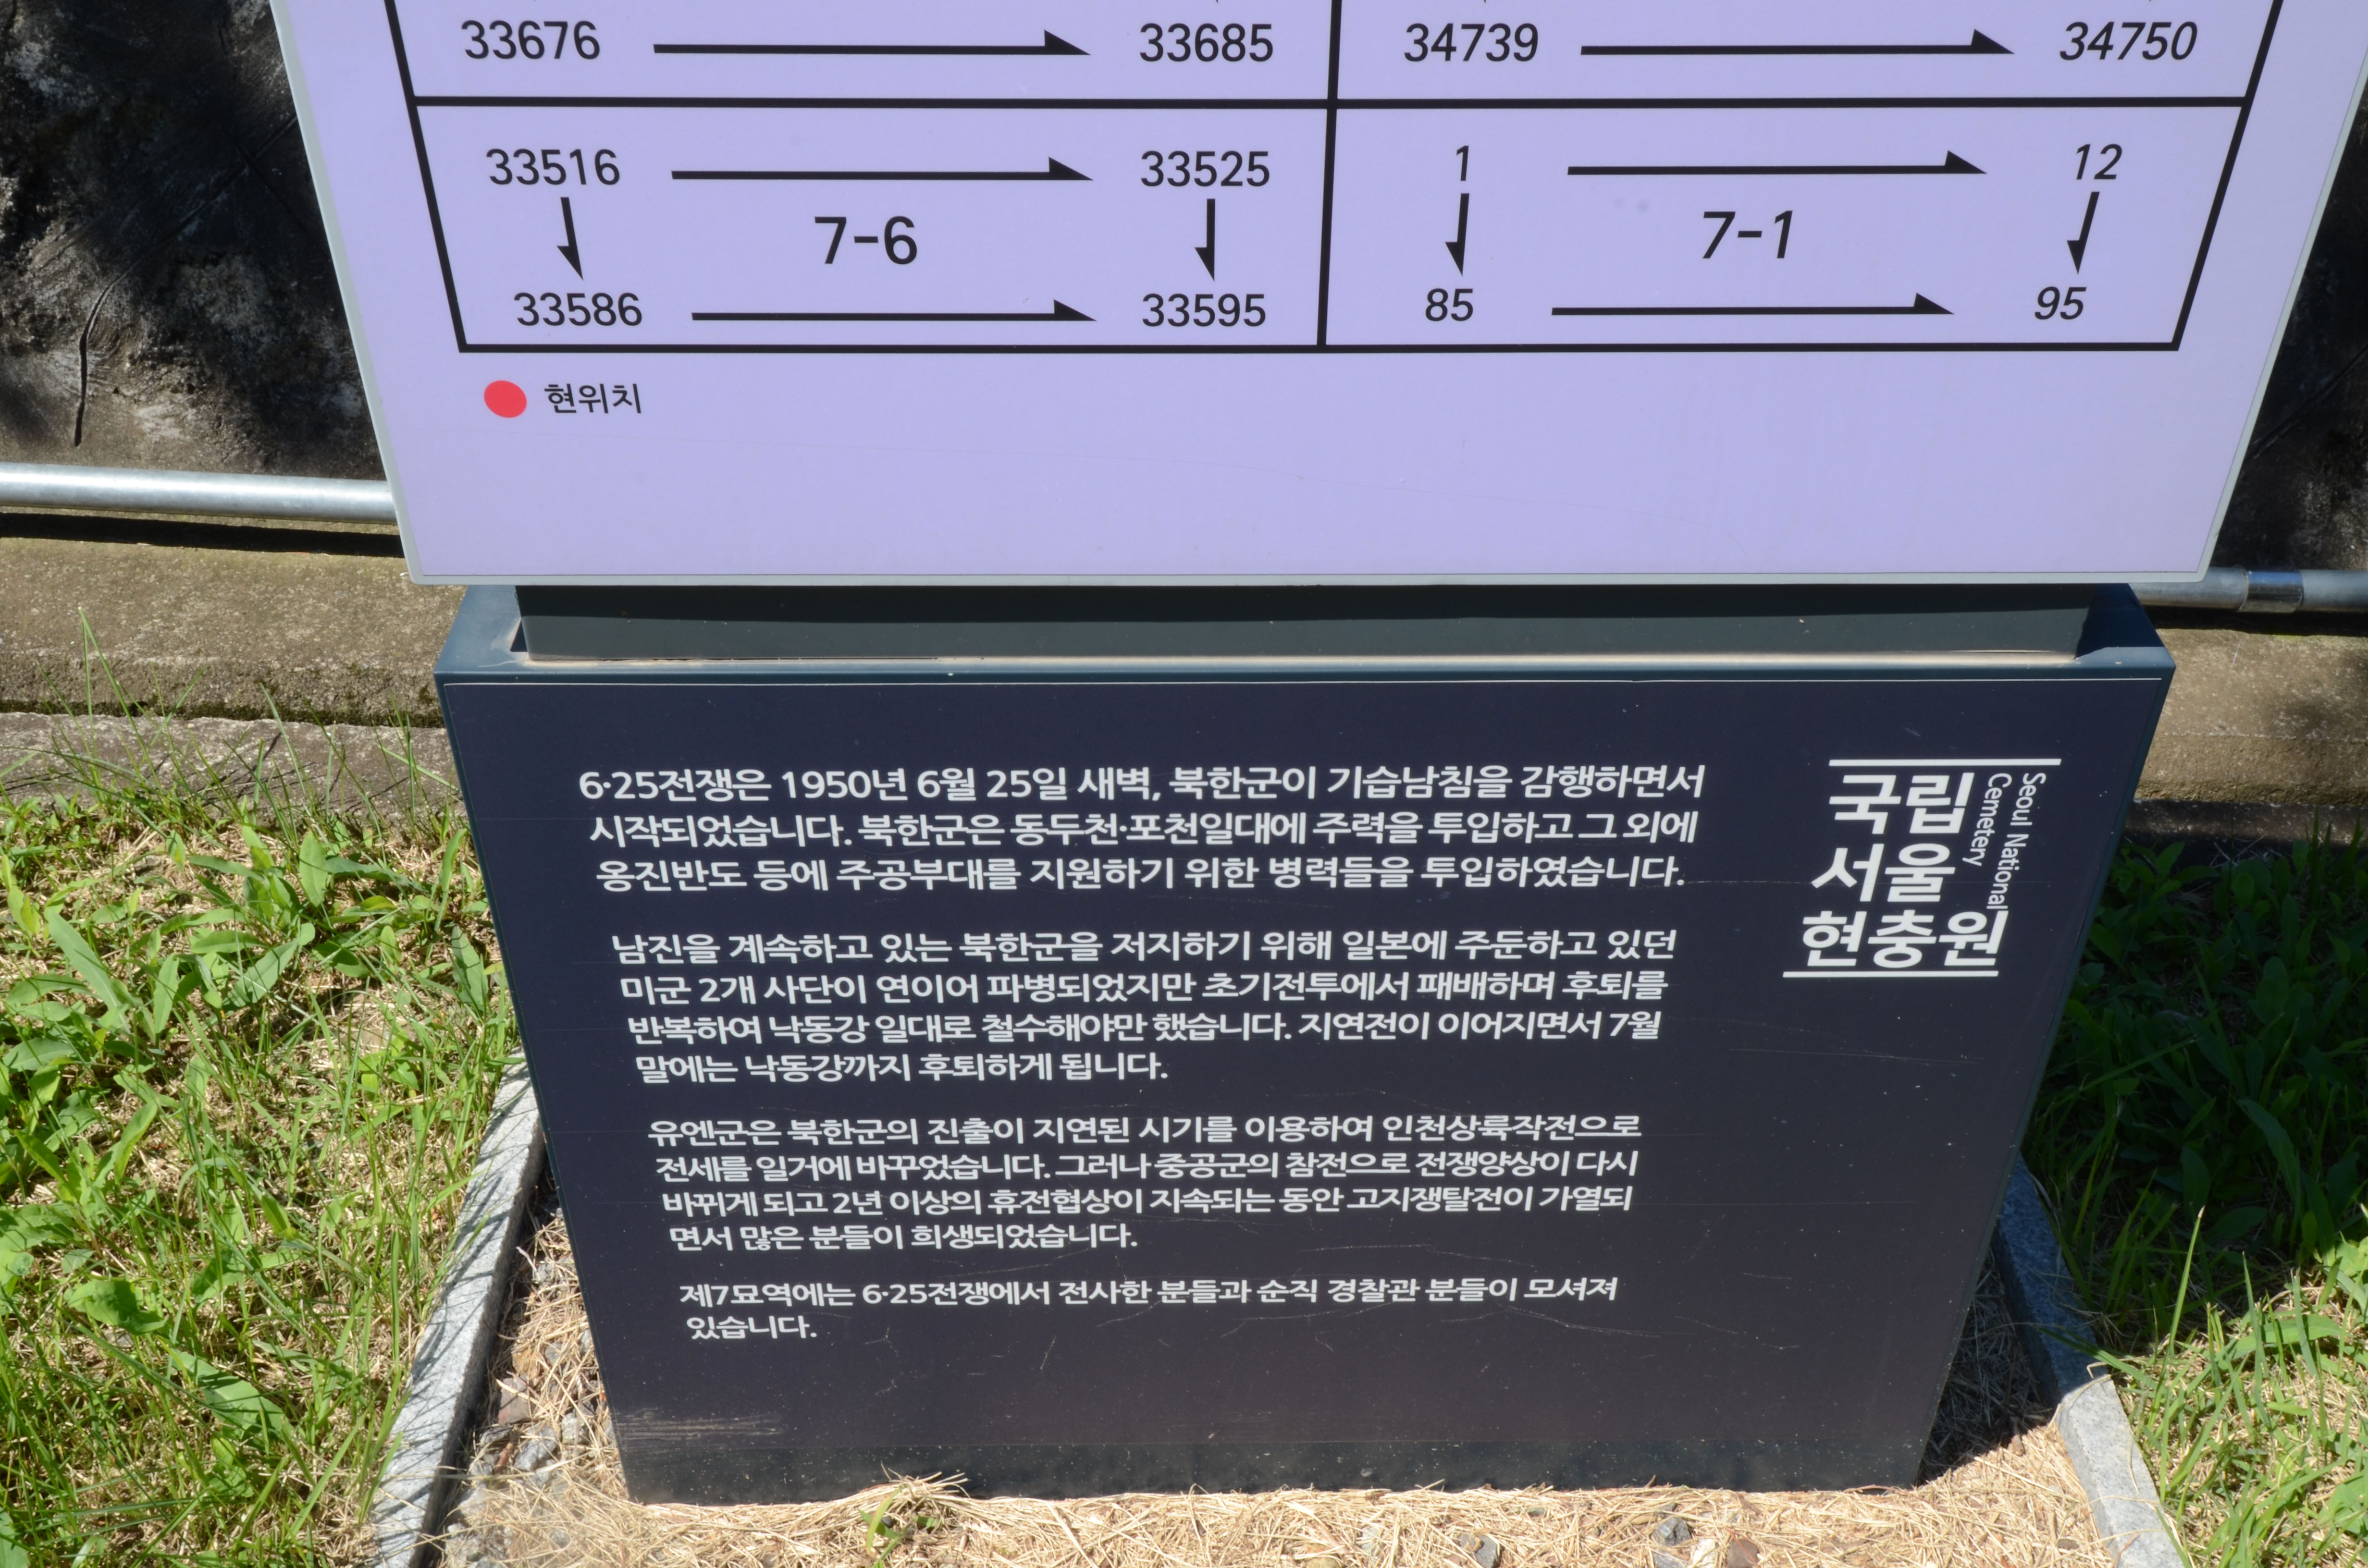 33676 33685 34739 34750
33516 33525 1 12
7-6 7-1
33586 33595 85 95
현위치
6·25전쟁은 1950년 6월 25일 새벽, 북한군이 기습남침을 감행하면서
시작되었습니다. 북한군은 동두천·포천일대에 주력을 투입하고 그 외에
옹진반도 등에 주공부대를 지원하기 위한 병력들을 투입하였습니다.
남진을 계속하고 있는 북한군을 저지하기 위해 일본에 주둔하고 있던
미군 2개 사단이 연이어 파병되었지만 초기전투에서 패배하며 후퇴를
반복하여 낙동강 일대로 철수해야만 했습니다. 지연전이 이어지면서 7월
말에는 낙동강까지 후퇴하게 됩니다.
유엔군은 북한군의 진출이 지연된 시기를 이용하여 인천상륙작전으로
전세를 일거에 바꾸었습니다. 그러나 중공군의 참전으로 전쟁양상이 다시
바뀌게 되고 2년 이상의 휴전협상이 지속되는 동안 고지쟁탈전이 가열되
면서 많은 분들이 희생되었습니다.
제7묘역에는 6·25전쟁에서 전사한 분들과 순직 경찰관 분들이 모셔져
있습니다.
국립
서울
현충원
Seoul National
Cemetery